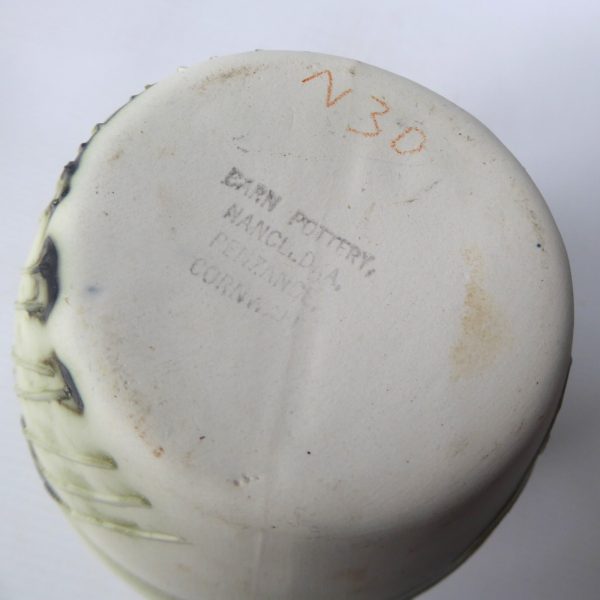 N30
BARN POTTERY,
NANCLEDRA,
PENZANCE,
CORNWALL